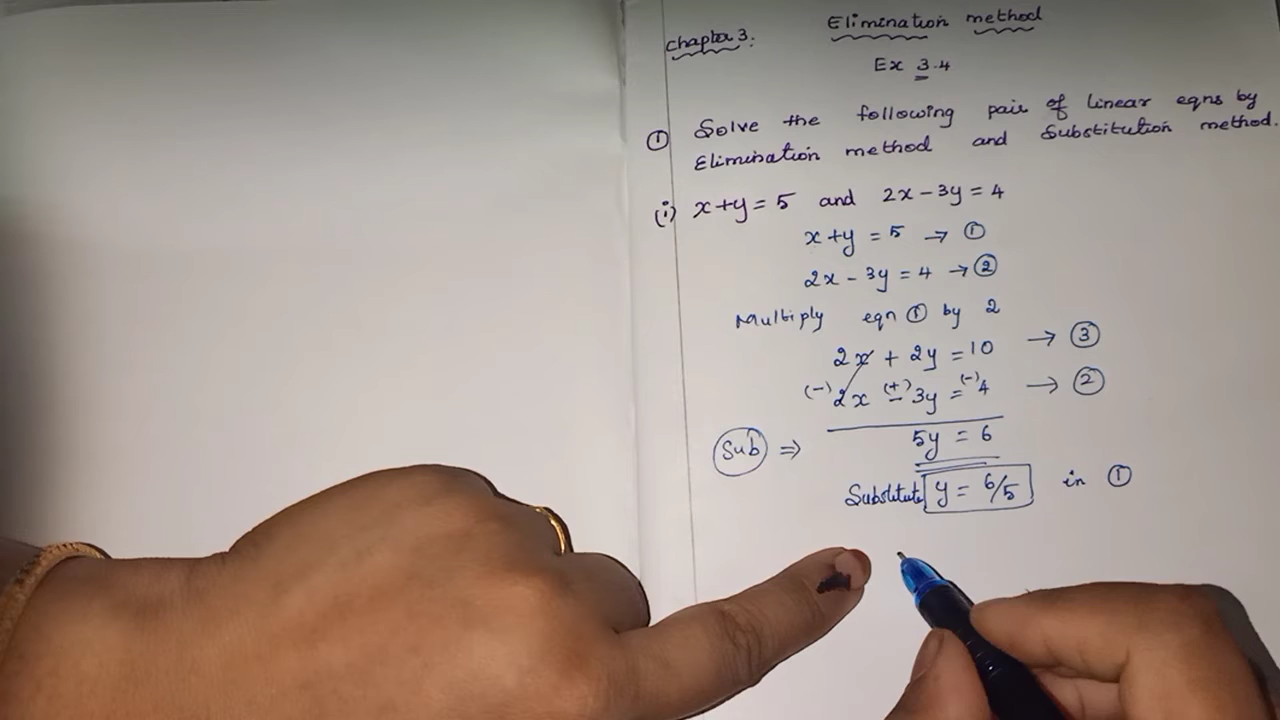 Chapter 3.
Elimination method
Ex 3.4
① Solve the following pair of linear eqns by
Elimination method and Substitution method.
(i) x+y = 5 and 2x - 3y = 4
x+y = 5 → ①
2x - 3y = 4 → ②
Multiply eqn ① by 2
2x + 2y = 10 → ③
(-) 2x (+) - 3y = (-) 4 → ②
Sub ⇒ 5y = 6
Substitute y = 6/5 in ①